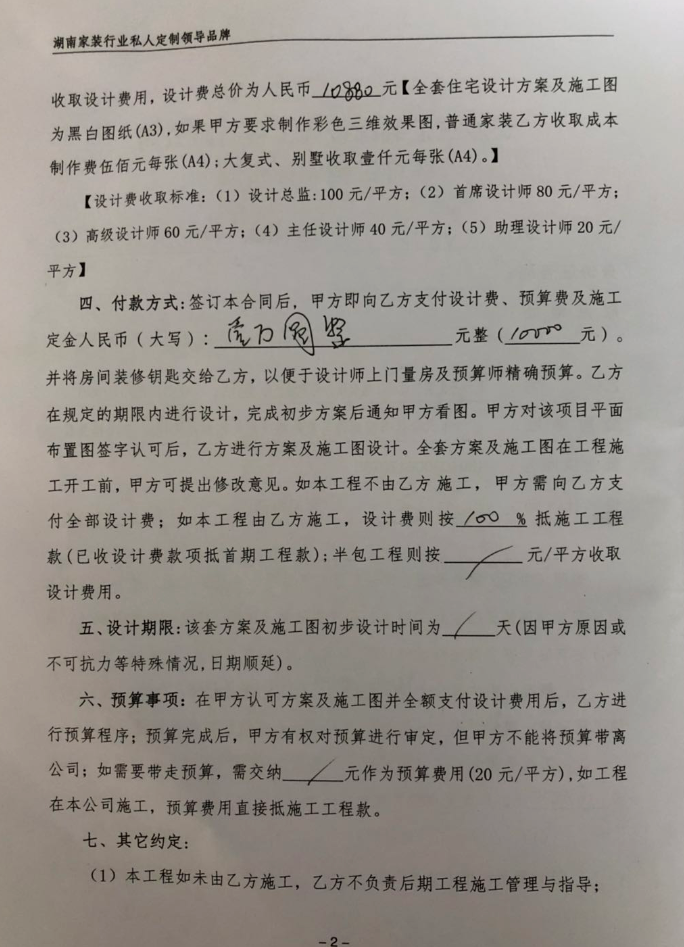 湖南家装行业私人定制领导品牌
收取设计费用，设计费总价为人民币 10880 元【全套住宅设计方案及施工图
为黑白图纸(A3),如果甲方要求制作彩色三维效果图,普通家装乙方收取成本
制作费伍佰元每张(A4);大复式、别墅收取壹仟元每张(A4)。】
【设计费收取标准:（1）设计总监:100 元/平方;（2）首席设计师 80 元/平方;
（3）高级设计师 60 元/平方;（4）主任设计师 40 元/平方;（5）助理设计师 20 元/
平方】
四、付款方式:签订本合同后，甲方即向乙方支付设计费、预算费及施工
定金人民币（大写）: 壹万圆整 元整（10000 元）。
并将房间装修钥匙交给乙方，以便于设计师上门量房及预算师精确预算。乙方
在规定的期限内进行设计，完成初步方案后通知甲方看图。甲方对该项目平面
布置图签字认可后，乙方进行方案及施工图设计。全套方案及施工图在工程施
工开工前，甲方可提出修改意见。如本工程不由乙方施工，甲方需向乙方支
付全部设计费；如本工程由乙方施工，设计费则按 100 % 抵施工工程
款(已收设计费款项抵首期工程款);半包工程则按 / 元/平方收取
设计费用。
五、设计期限:该套方案及施工图初步设计时间为 / 天(因甲方原因或
不可抗力等特殊情况,日期顺延)。
六、预算事项：在甲方认可方案及施工图并全额支付设计费用后，乙方进
行预算程序；预算完成后，甲方有权对预算进行审定，但甲方不能将预算带离
公司；如需要带走预算，需交纳 / 元作为预算费用(20 元/平方),如工程
在本公司施工，预算费用直接抵施工工程款。
七、其它约定:
（1）本工程如未由乙方施工，乙方不负责后期工程施工管理与指导;
-2-